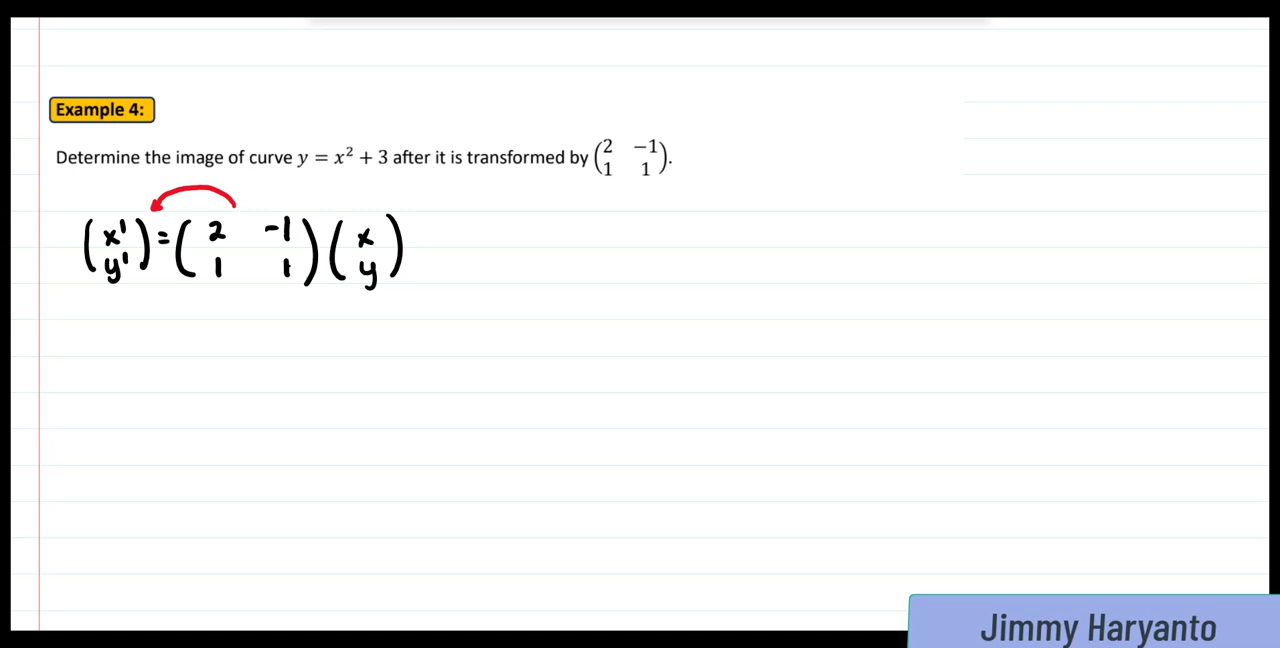 Example 4:
Determine the image of curve y = x² + 3 after it is transformed by (2 −1
1 1).
(x' y') = (2 -1
1 1) (x y)
Jimmy Haryanto